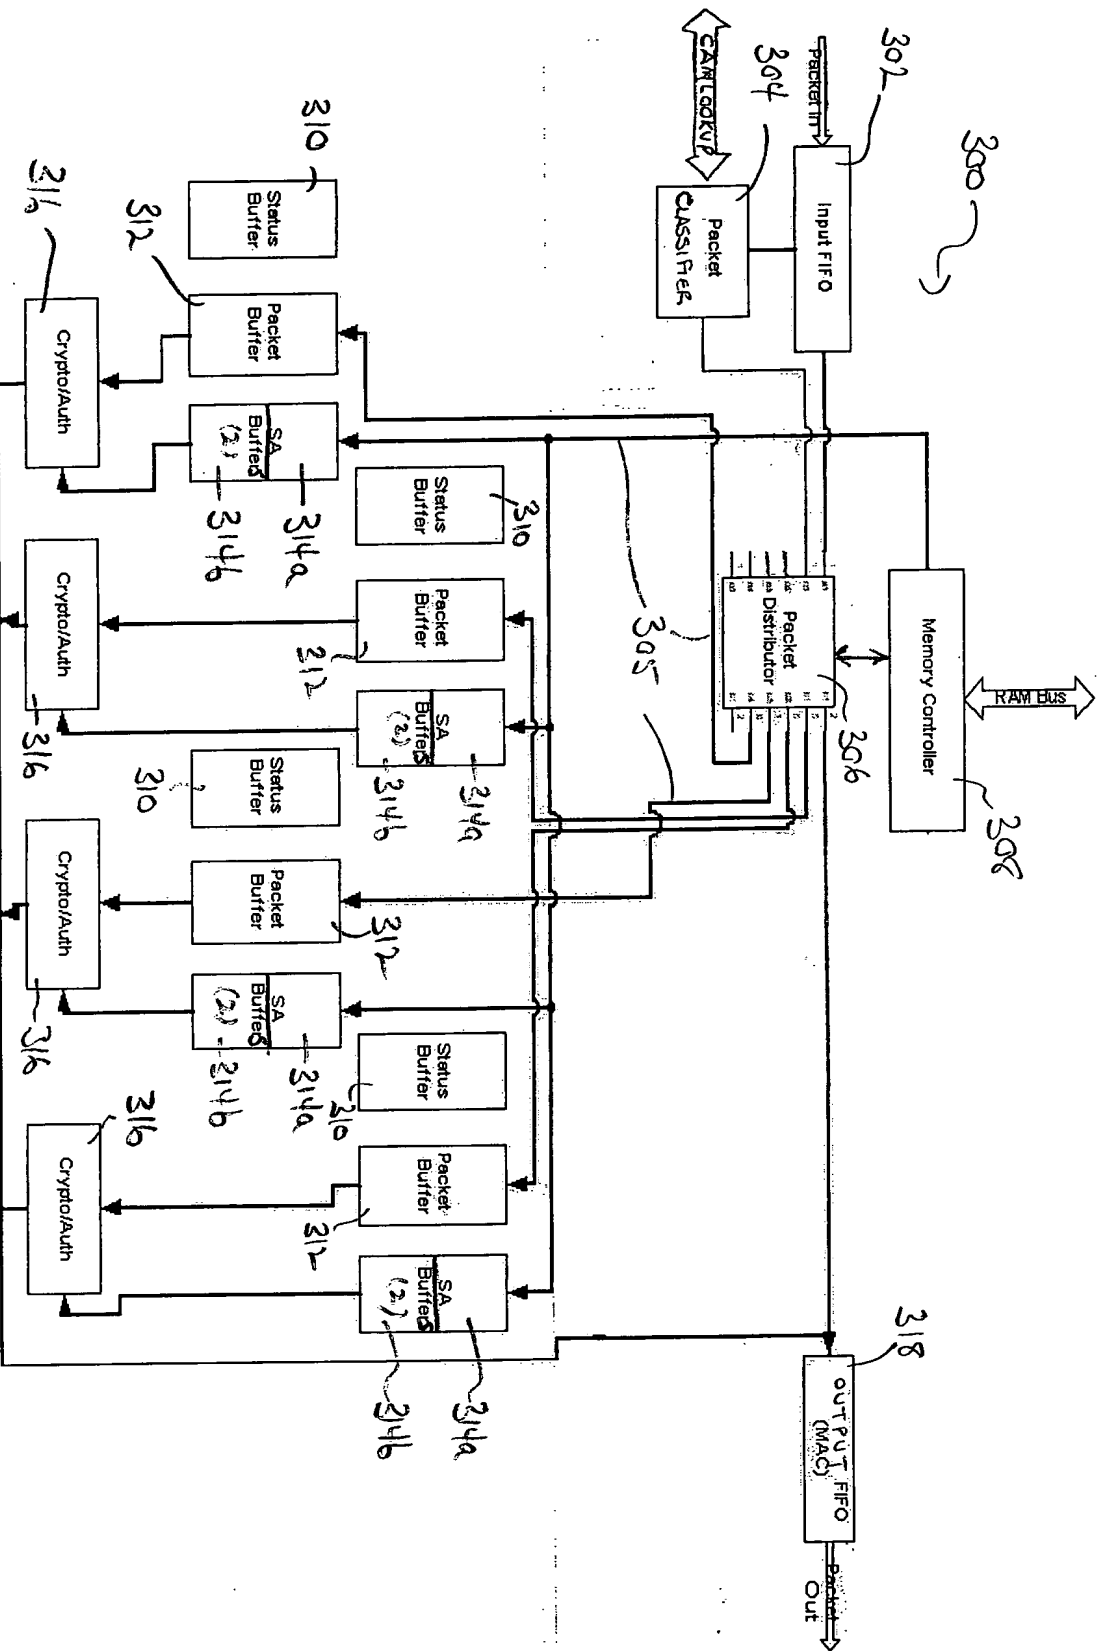 300
302
Packet In
Input FIFO
304
CAM LOOKUP
Packet
CLASSIFIER
Memory Controller
308
RAM Bus
Packet
Distributor
306
305
318
OUTPUT FIFO
(MAC)
Packet
Out
310
Status
Buffer
312
Packet
Buffer
SA
Buffers
(2)
314a
314b
316
Crypto/Auth
310
Status
Buffer
Packet
Buffer
312
SA
Buffers
(2)
314a
314b
316
Crypto/Auth
310
Status
Buffer
Packet
Buffer
312
SA
Buffers
(2)
314a
314b
316
Crypto/Auth
310
Status
Buffer
Packet
Buffer
312
SA
Buffers
(2)
314a
314b
316
Crypto/Auth